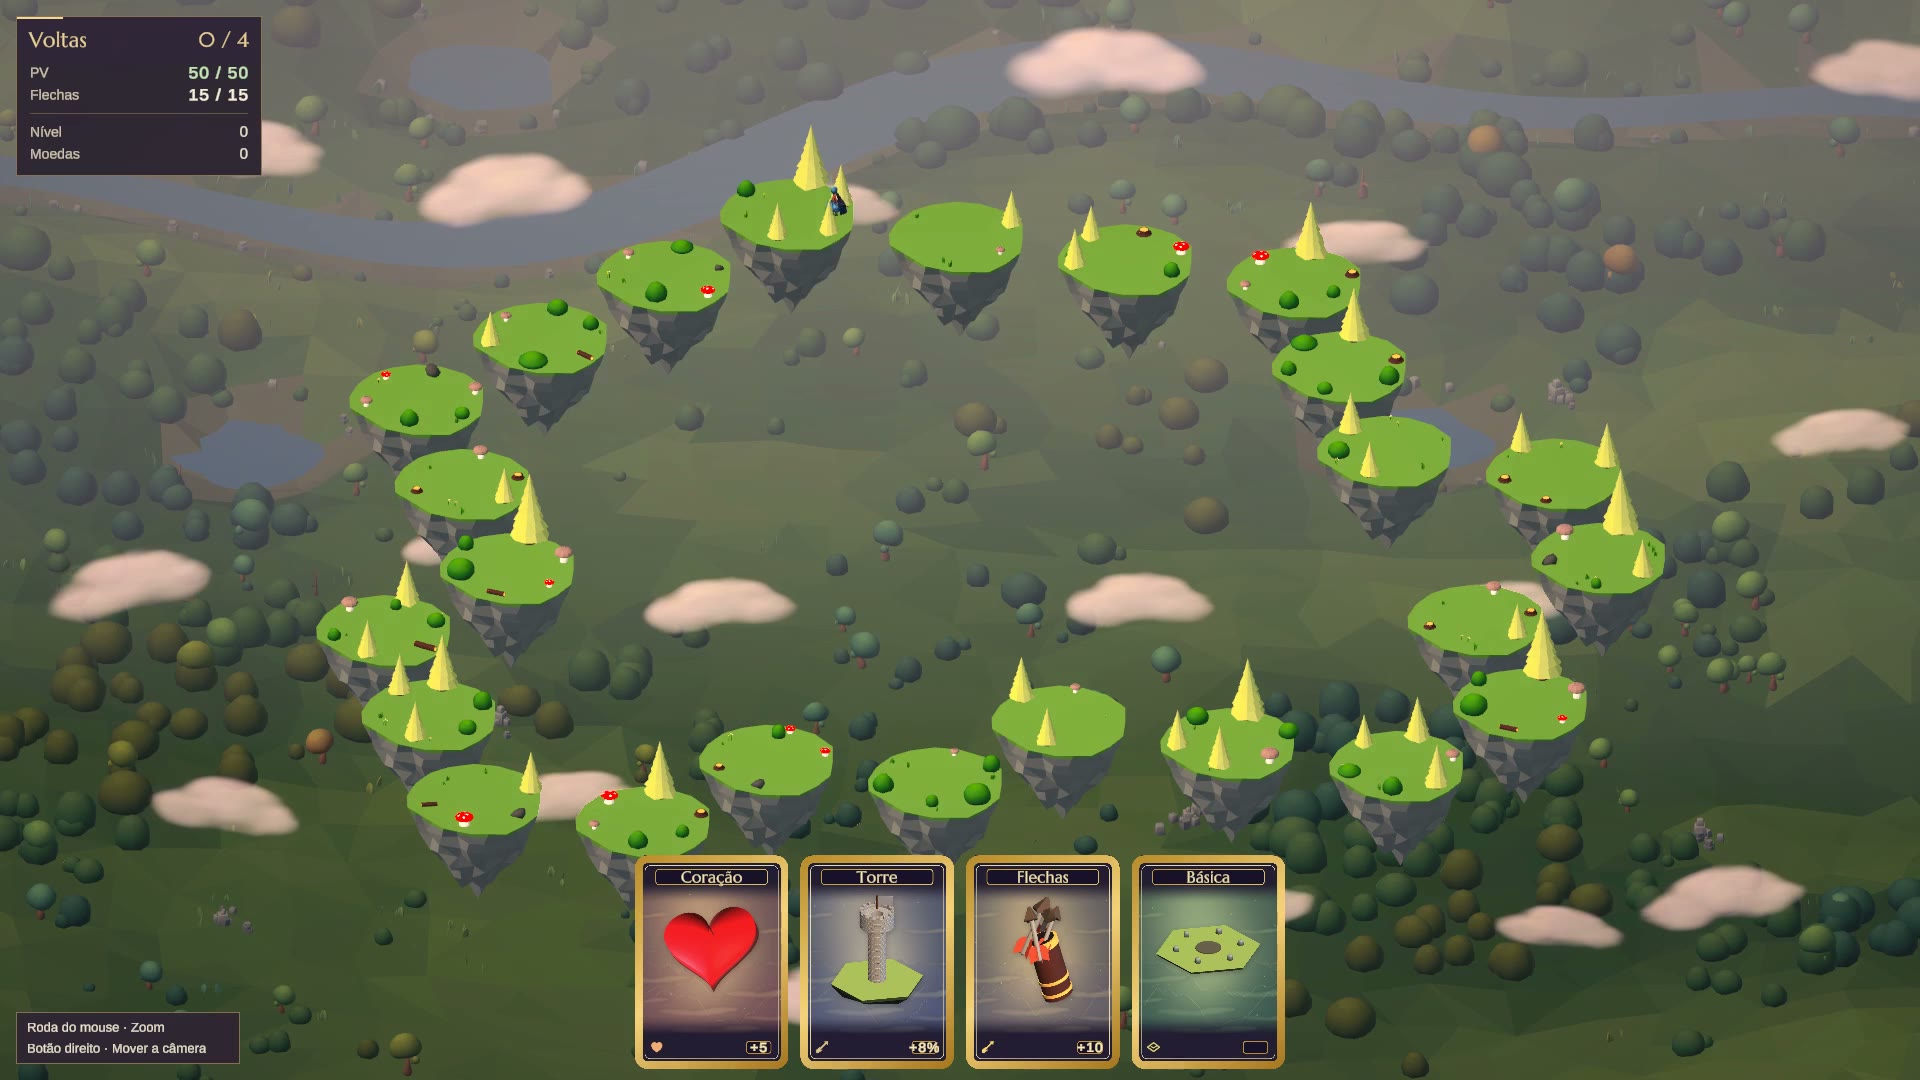 Voltas 0 / 4
PV 50 / 50
Flechas 15 / 15
Nível 0
Moedas 0
Coração
+5
Torre
+8%
Flechas
+10
Básica
Roda do mouse · Zoom
Botão direito · Mover a câmera